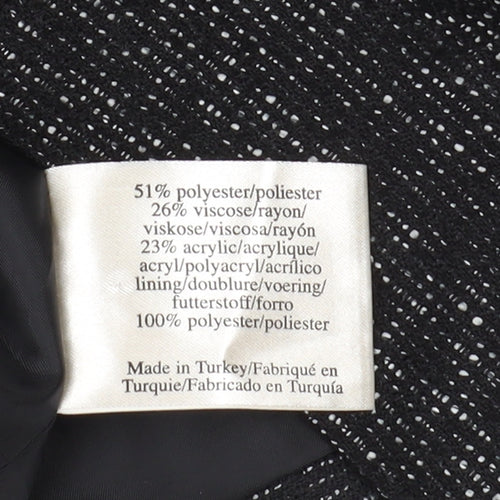 51% polyester/poliester
26% viscose/rayon/
viskose/viscosa/rayón
23% acrylic/acrylique/
acryl/polyacryl/acrílico
lining/doublure/voering/
futterstoff/forro
100% polyester/poliester
Made in Turkey/Fabriqué en
Turquie/Fabricado en Turquía